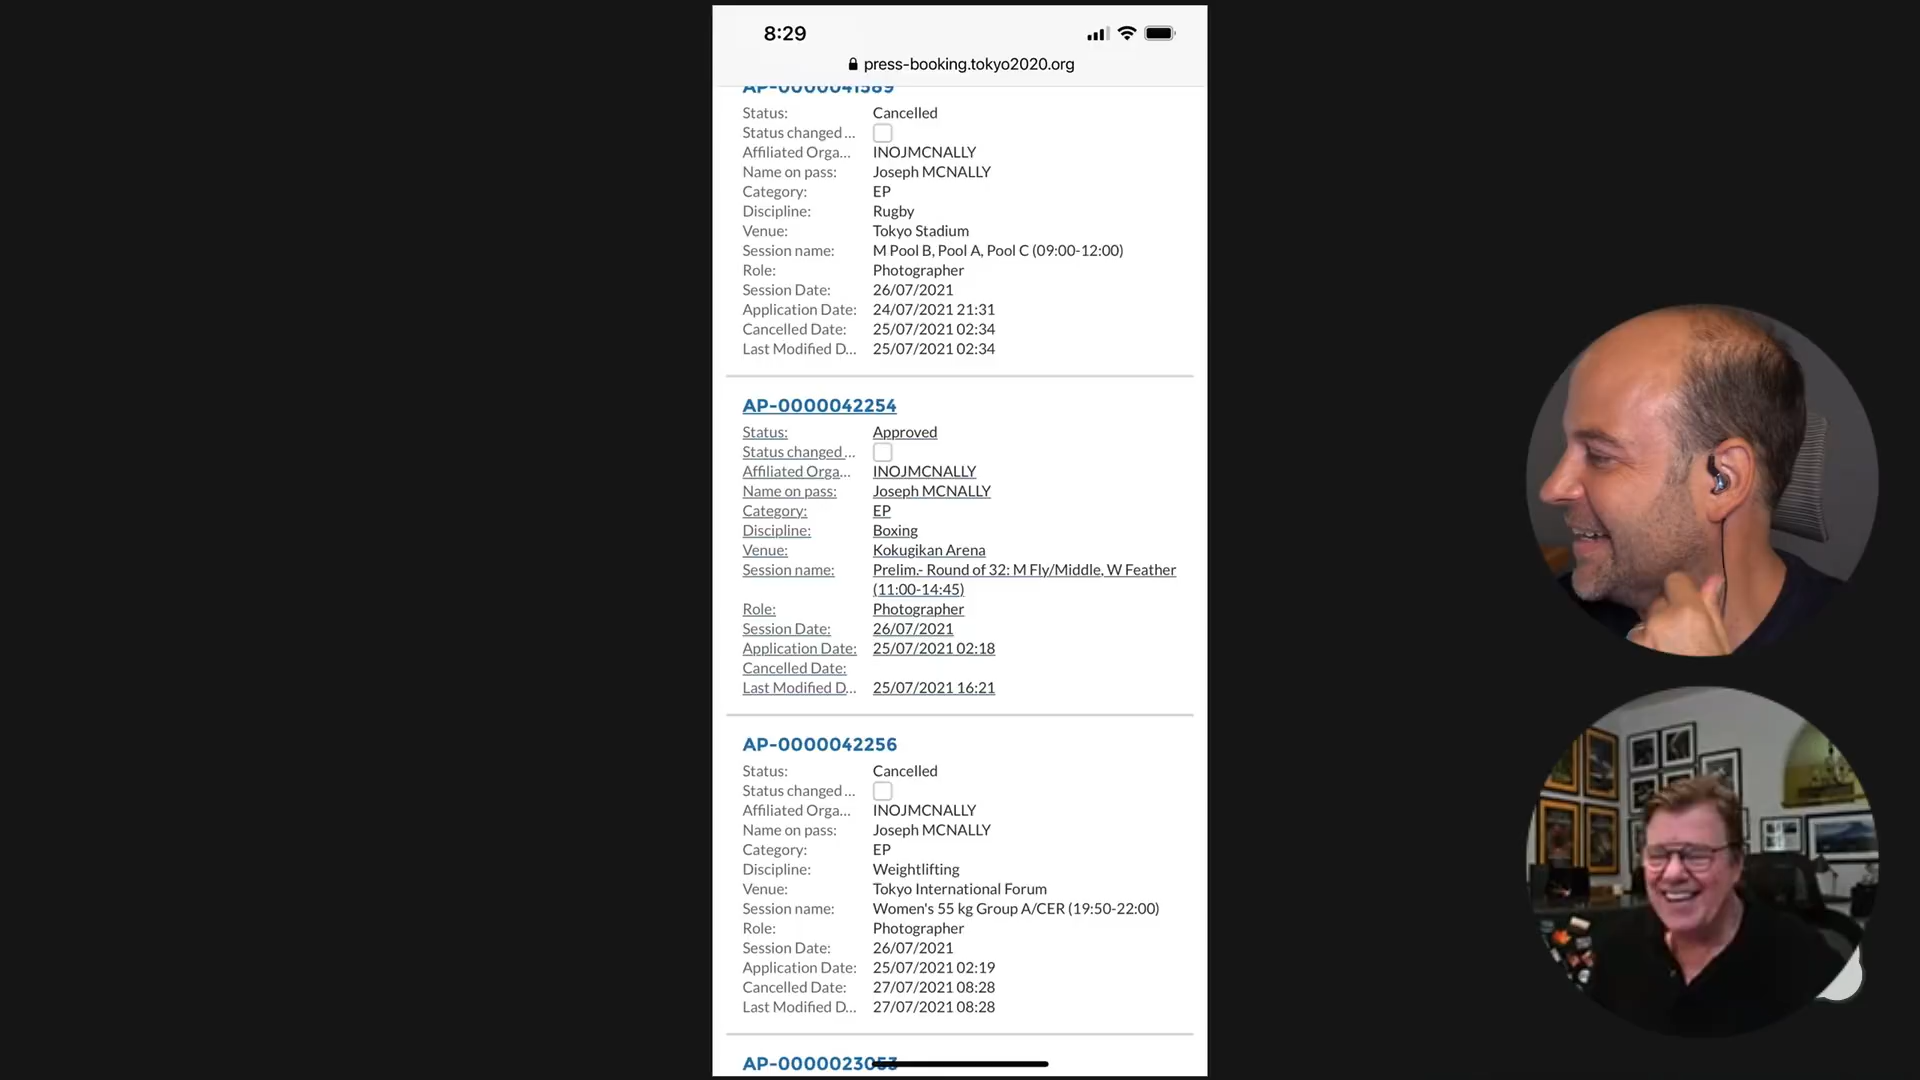 8:29
press-booking.tokyo2020.org
AP-0000041589
Status: Cancelled
Status changed ...
Affiliated Orga... INOJMCNALLY
Name on pass: Joseph MCNALLY
Category: EP
Discipline: Rugby
Venue: Tokyo Stadium
Session name: M Pool B, Pool A, Pool C (09:00-12:00)
Role: Photographer
Session Date: 26/07/2021
Application Date: 24/07/2021 21:31
Cancelled Date: 25/07/2021 02:34
Last Modified D... 25/07/2021 02:34
AP-0000042254
Status: Approved
Status changed ...
Affiliated Orga... INOJMCNALLY
Name on pass: Joseph MCNALLY
Category: EP
Discipline: Boxing
Venue: Kokugikan Arena
Session name: Prelim.- Round of 32: M Fly/Middle, W Feather
(11:00-14:45)
Role: Photographer
Session Date: 26/07/2021
Application Date: 25/07/2021 02:18
Cancelled Date:
Last Modified D... 25/07/2021 16:21
AP-0000042256
Status: Cancelled
Status changed ...
Affiliated Orga... INOJMCNALLY
Name on pass: Joseph MCNALLY
Category: EP
Discipline: Weightlifting
Venue: Tokyo International Forum
Session name: Women's 55 kg Group A/CER (19:50-22:00)
Role: Photographer
Session Date: 26/07/2021
Application Date: 25/07/2021 02:19
Cancelled Date: 27/07/2021 08:28
Last Modified D... 27/07/2021 08:28
AP-0000023053